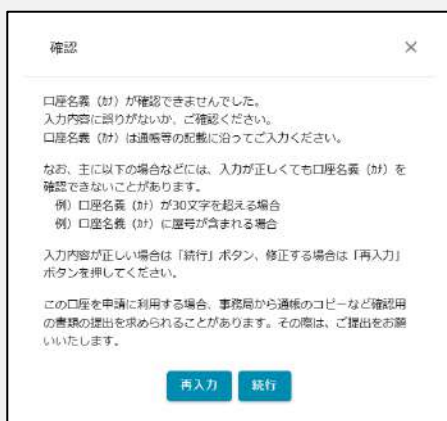 確認
×
口座名義（カナ）が確認できませんでした。
入力内容に誤りがないか、ご確認ください。
口座名義（カナ）は通帳等の記載に沿ってご入力ください。
なお、主に以下の場合などには、入力が正しくても口座名義（カナ）を
確認できないことがあります。
例）口座名義（カナ）が30文字を超える場合
例）口座名義（カナ）に屋号が含まれる場合
入力内容が正しい場合は「続行」ボタン、修正する場合は「再入力」
ボタンを押してください。
この口座を申請に利用する場合、事務局から通帳のコピーなど確認用
の書類の提出を求められることがあります。その際は、ご提出をお願
いいたします。
再入力 続行